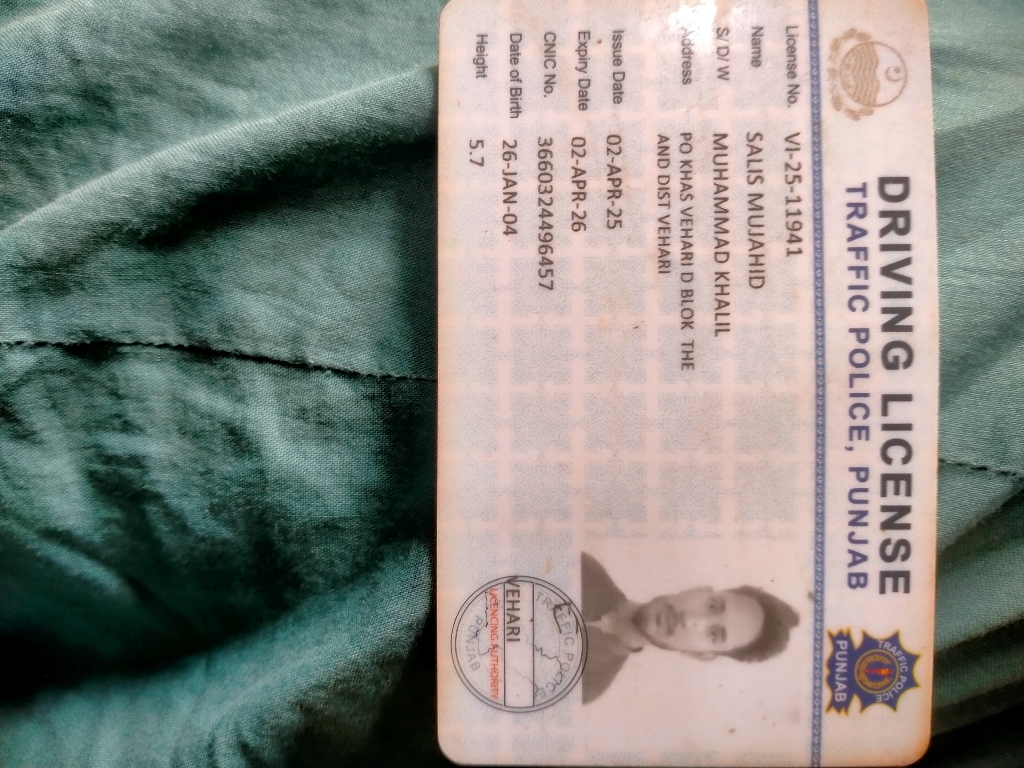 DRIVING LICENSE
TRAFFIC POLICE, PUNJAB
TRAFFIC POLICE
PUNJAB
License No. VI-25-11941
Name SALIS MUJAHID
S/D/W MUHAMMAD KHALIL
Address PO KHAS VEHARI D BLOK THE
AND DIST VEHARI
Issue Date 02-APR-25
Expiry Date 02-APR-26
CNIC No. 3660324496457
Date of Birth 26-JAN-04
Height 5.7
TRAFFIC POLICE
VEHARI
LICENCING AUTHORITY
PUNJAB